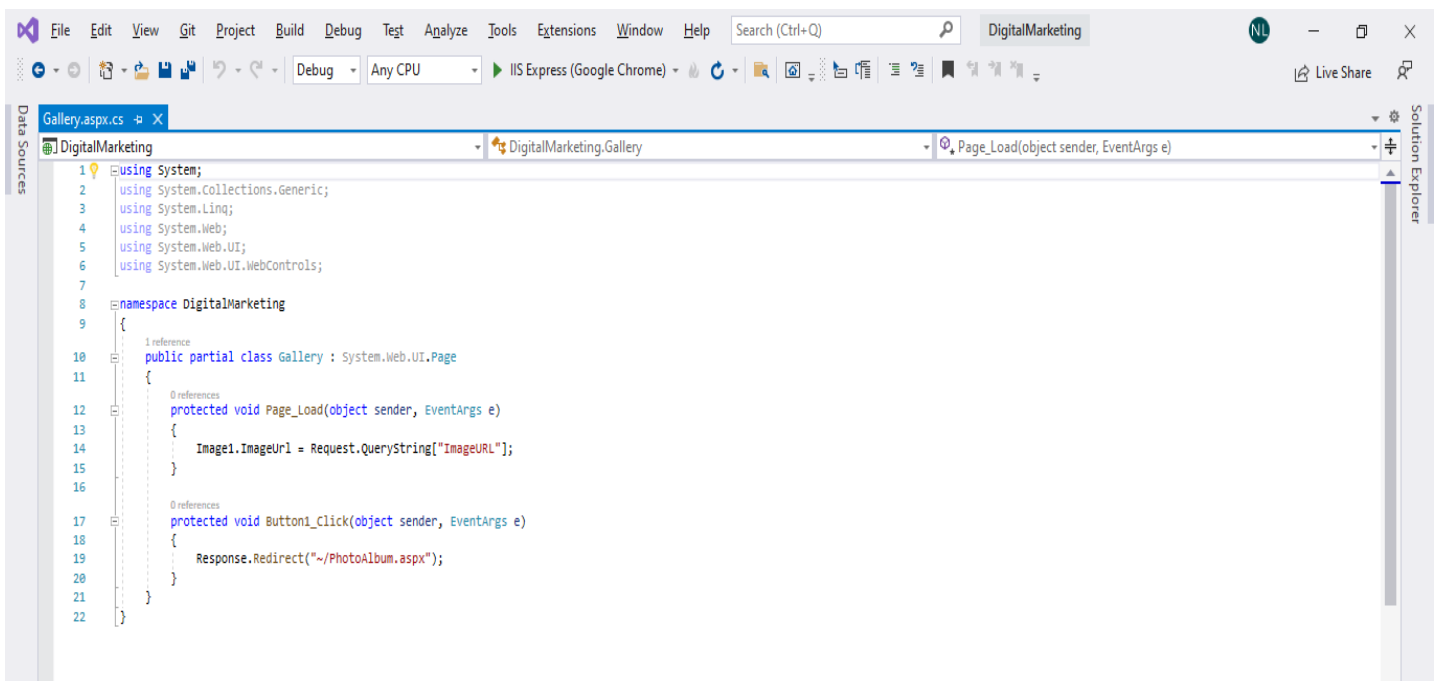 File Edit View Git Project Build Debug Test Analyze Tools Extensions Window Help Search (Ctrl+Q) DigitalMarketing NL
Debug Any CPU IIS Express (Google Chrome) Live Share
Data Sources
Solution Explorer
Gallery.aspx.cs
DigitalMarketing DigitalMarketing.Gallery Page_Load(object sender, EventArgs e)
1 using System;
2 using System.Collections.Generic;
3 using System.Linq;
4 using System.Web;
5 using System.Web.UI;
6 using System.Web.UI.WebControls;
7
8 namespace DigitalMarketing
9 {
1 reference
10 public partial class Gallery : System.Web.UI.Page
11 {
0 references
12 protected void Page_Load(object sender, EventArgs e)
13 {
14 Image1.ImageUrl = Request.QueryString["ImageURL"];
15 }
16
0 references
17 protected void Button1_Click(object sender, EventArgs e)
18 {
19 Response.Redirect("~/PhotoAlbum.aspx");
20 }
21 }
22 }